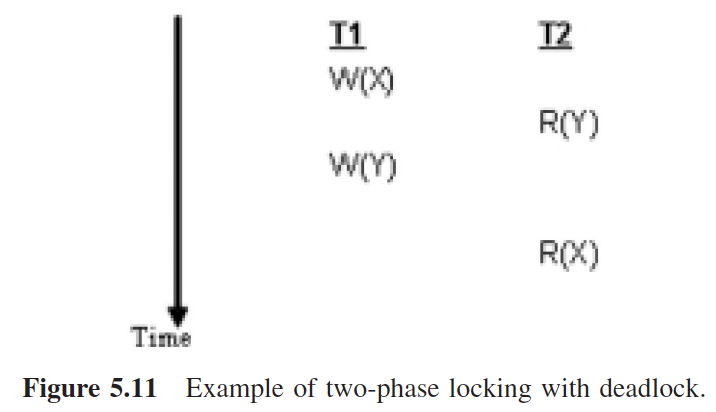 T1 T2
W(X)
R(Y)
W(Y)
R(X)
Time
Figure 5.11 Example of two-phase locking with deadlock.